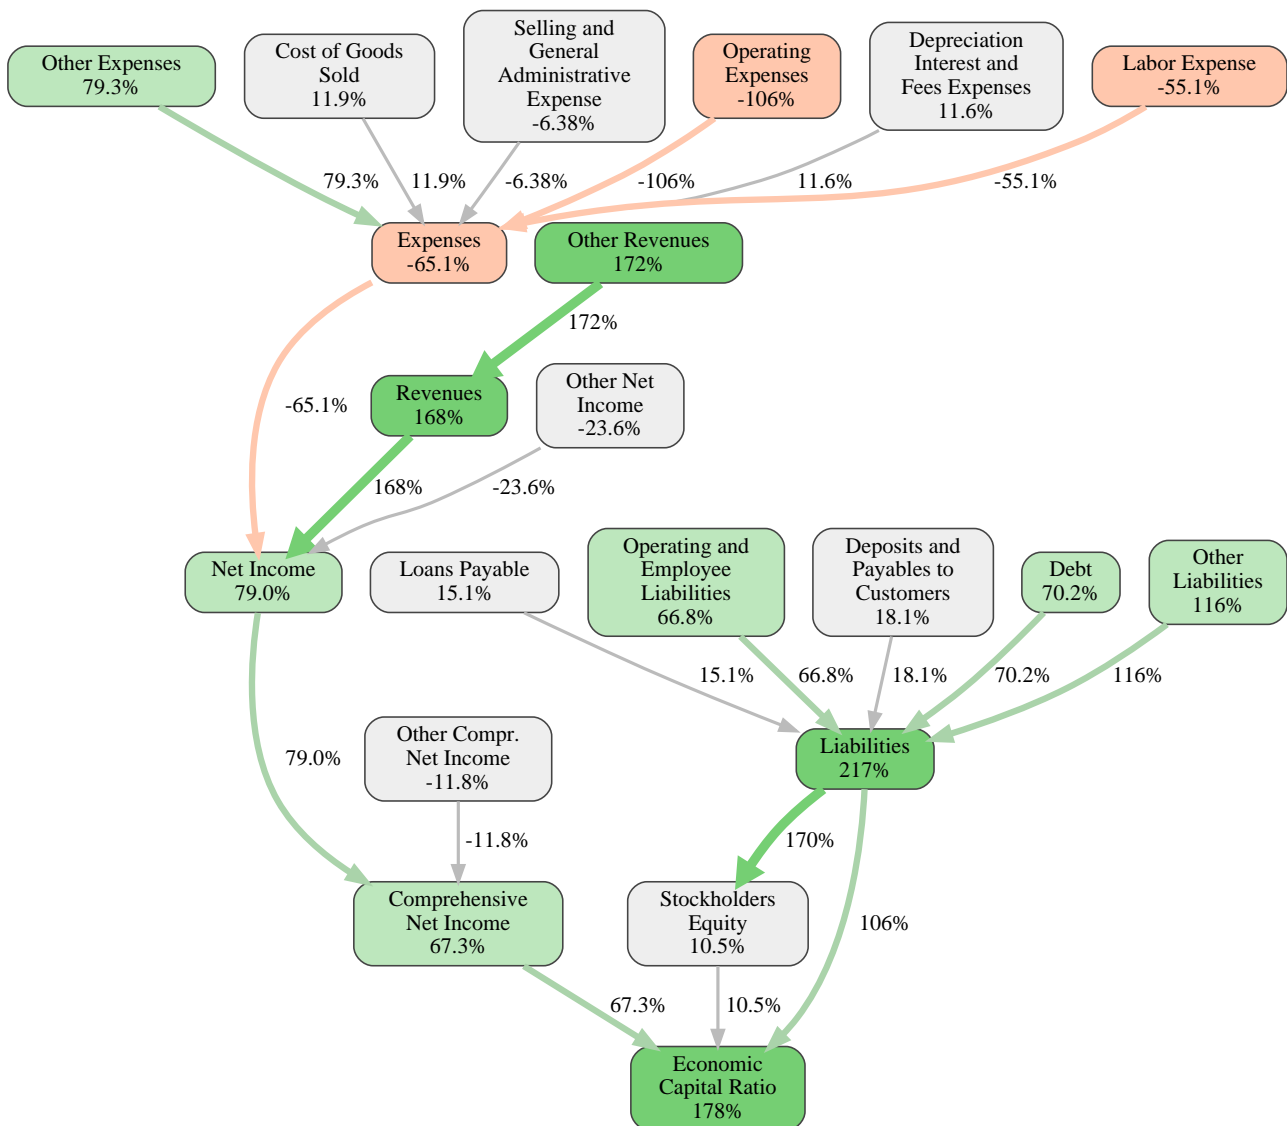 Other Expenses
79.3%
Cost of Goods
Sold
11.9%
Selling and
General
Administrative
Expense
-6.38%
Operating
Expenses
-106%
Depreciation
Interest and
Fees Expenses
11.6%
Labor Expense
-55.1%
79.3%
11.9%
-6.38%
-106%
11.6%
-55.1%
Expenses
-65.1%
Other Revenues
172%
172%
-65.1%
Revenues
168%
Other Net
Income
-23.6%
168%
-23.6%
Net Income
79.0%
Loans Payable
15.1%
Operating and
Employee
Liabilities
66.8%
Deposits and
Payables to
Customers
18.1%
Debt
70.2%
Other
Liabilities
116%
15.1%
66.8%
18.1%
70.2%
116%
79.0%
Other Compr.
Net Income
-11.8%
Liabilities
217%
-11.8%
170%
106%
Comprehensive
Net Income
67.3%
Stockholders
Equity
10.5%
67.3%
10.5%
Economic
Capital Ratio
178%